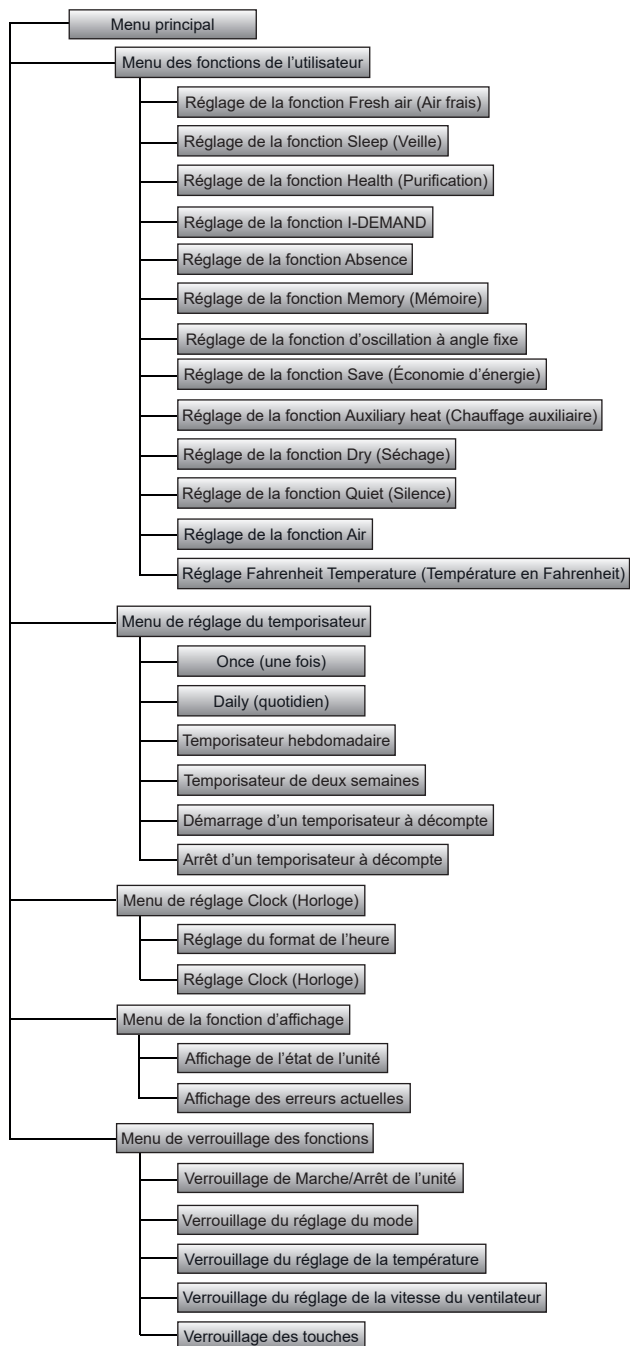 Menu principal
Menu des fonctions de l’utilisateur
Réglage de la fonction Fresh air (Air frais)
Réglage de la fonction Sleep (Veille)
Réglage de la fonction Health (Purification)
Réglage de la fonction I-DEMAND
Réglage de la fonction Absence
Réglage de la fonction Memory (Mémoire)
Réglage de la fonction d’oscillation à angle fixe
Réglage de la fonction Save (Économie d’énergie)
Réglage de la fonction Auxiliary heat (Chauffage auxiliaire)
Réglage de la fonction Dry (Séchage)
Réglage de la fonction Quiet (Silence)
Réglage de la fonction Air
Réglage Fahrenheit Temperature (Température en Fahrenheit)
Menu de réglage du temporisateur
Once (une fois)
Daily (quotidien)
Temporisateur hebdomadaire
Temporisateur de deux semaines
Démarrage d’un temporisateur à décompte
Arrêt d’un temporisateur à décompte
Menu de réglage Clock (Horloge)
Réglage du format de l’heure
Réglage Clock (Horloge)
Menu de la fonction d’affichage
Affichage de l’état de l’unité
Affichage des erreurs actuelles
Menu de verrouillage des fonctions
Verrouillage de Marche/Arrêt de l’unité
Verrouillage du réglage du mode
Verrouillage du réglage de la température
Verrouillage du réglage de la vitesse du ventilateur
Verrouillage des touches